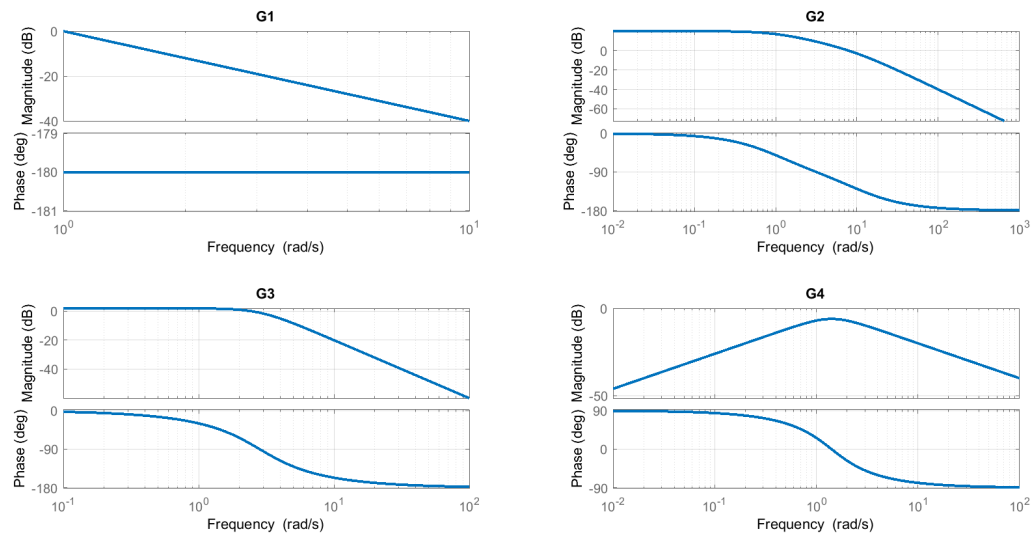 G1
Magnitude (dB)
0
-20
-40
Phase (deg)
-179
-180
-181
10^0
10^1
Frequency (rad/s)
G2
Magnitude (dB)
0
-20
-40
-60
Phase (deg)
0
-90
-180
10^-2
10^-1
10^0
10^1
10^2
10^3
Frequency (rad/s)
G3
Magnitude (dB)
0
-20
-40
Phase (deg)
0
-90
-180
10^-1
10^0
10^1
10^2
Frequency (rad/s)
G4
Magnitude (dB)
0
-50
Phase (deg)
90
0
-90
10^-2
10^-1
10^0
10^1
10^2
Frequency (rad/s)